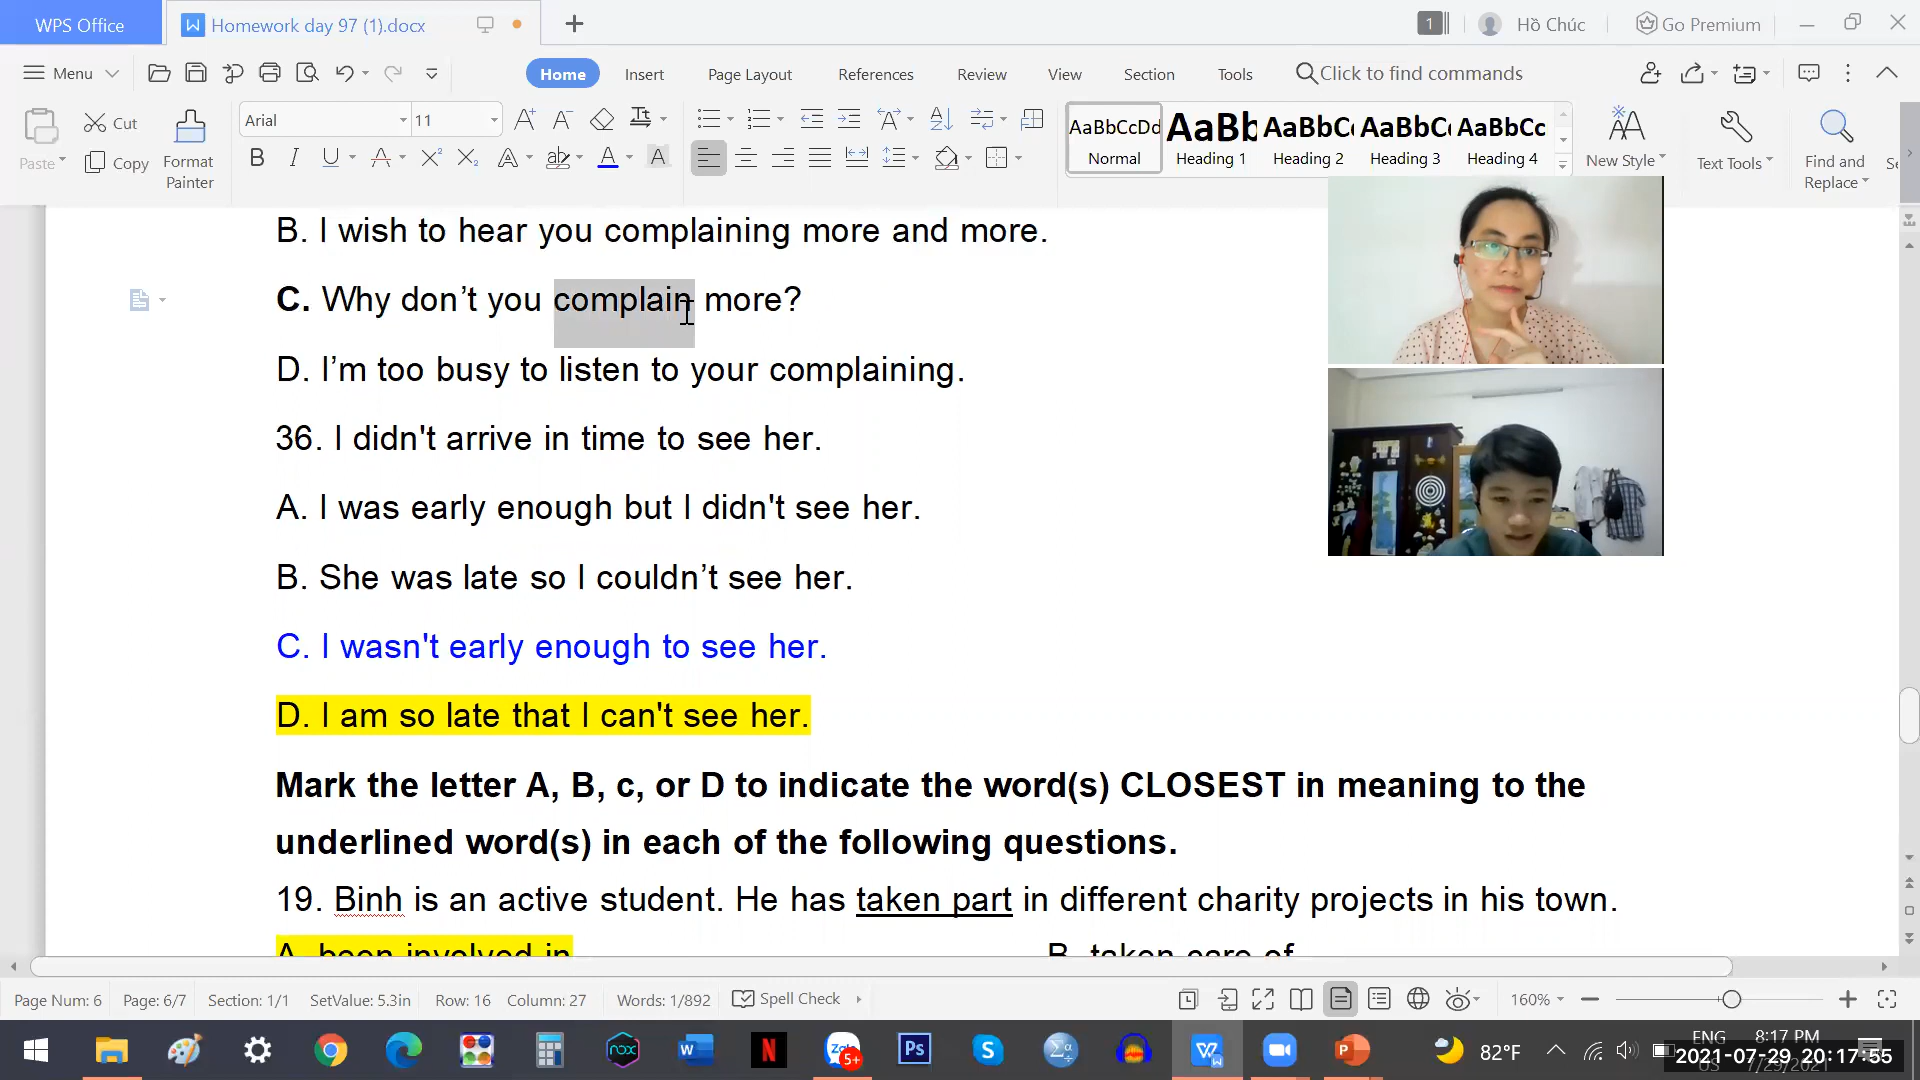 WPS Office
Homework day 97 (1).docx
1
Hồ Chúc
Go Premium
Menu
Home
Insert
Page Layout
References
Review
View
Section
Tools
Click to find commands
Paste
Cut
Copy
Format
Painter
Arial
11
AaBbCcDd
Normal
AaBb
Heading 1
AaBbC
Heading 2
AaBbC
Heading 3
AaBbCc
Heading 4
New Style
Text Tools
Find and
Replace
B. I wish to hear you complaining more and more.
C. Why don’t you complain more?
D. I’m too busy to listen to your complaining.
36. I didn't arrive in time to see her.
A. I was early enough but I didn't see her.
B. She was late so I couldn’t see her.
C. I wasn't early enough to see her.
D. I am so late that I can't see her.
Mark the letter A, B, c, or D to indicate the word(s) CLOSEST in meaning to the
underlined word(s) in each of the following questions.
19. Binh is an active student. He has taken part in different charity projects in his town.
A. been involved in B. taken care of
Page Num: 6 Page: 6/7 Section: 1/1 SetValue: 5.3in Row: 16 Column: 27 Words: 1/892 Spell Check
160%
82°F
ENG
8:17 PM
2021-07-29 20:17:55